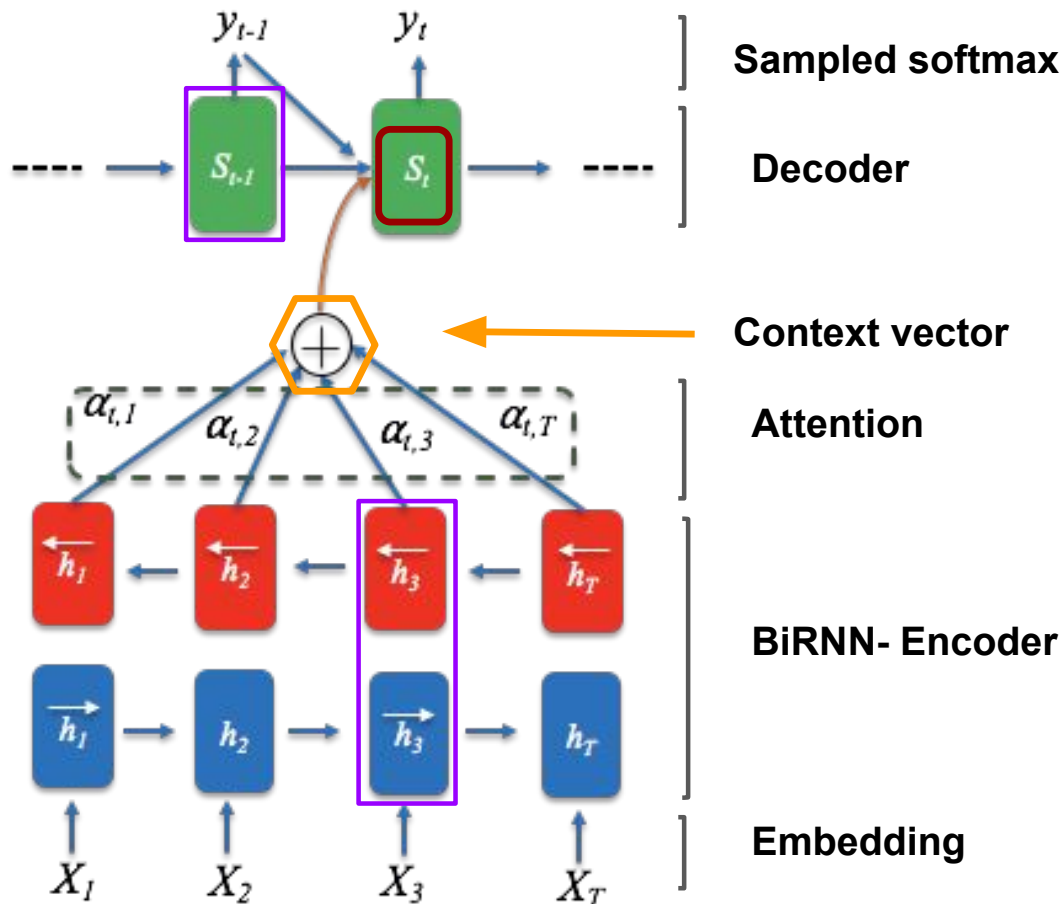 y_{t-1} y_t
Sampled softmax
S_{t-1} S_t
Decoder
+
Context vector
α_{t,1} α_{t,2} α_{t,3} α_{t,T}
Attention
h_1 h_2 h_3 h_T
BiRNN- Encoder
h_1 h_2 h_3 h_T
X_1 X_2 X_3 X_T
Embedding